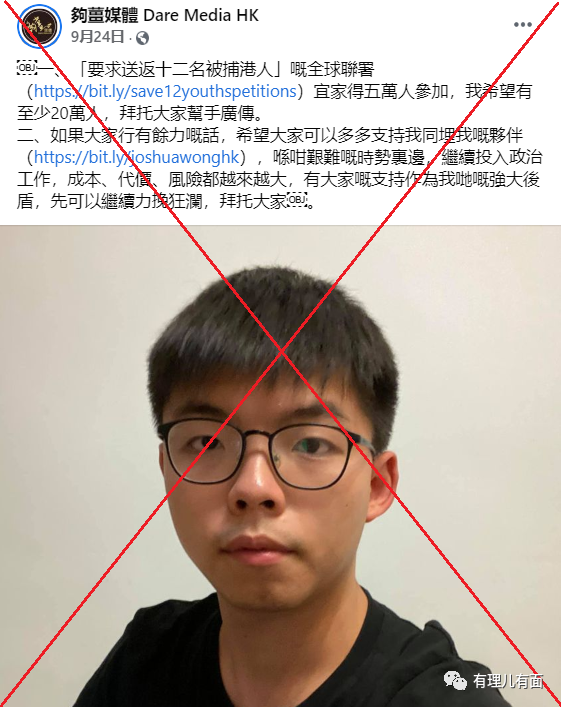 夠薑媒體 Dare Media HK
9月24日 ·
OBJ一、「要求送返十二名被捕港人」嘅全球聯署
（https://bit.ly/save12youthspetitions）宜家得五萬人參加，我希望有
至少20萬人，拜托大家幫手廣傳。
二、如果大家行有餘力嘅話，希望大家可以多多支持我同埋我嘅夥伴
（https://bit.ly/joshuawonghk），喺咁艱難嘅時勢裏邊，繼續投入政治
工作，成本、代價、風險都越來越大，有大家嘅支持作為我哋嘅強大後
盾，先可以繼續力挽狂瀾，拜托大家OBJ。
有理儿有面